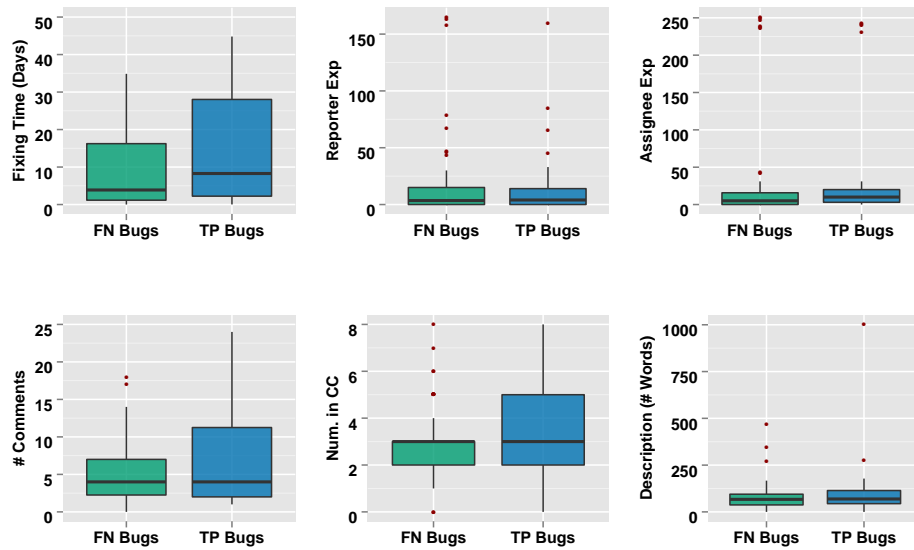 Fixing Time (Days)
50
40
30
20
10
0
FN Bugs
TP Bugs
Reporter Exp
150
100
50
0
FN Bugs
TP Bugs
Assignee Exp
250
200
150
100
50
0
FN Bugs
TP Bugs
# Comments
25
20
15
10
5
0
FN Bugs
TP Bugs
Num. in CC
8
6
4
2
0
FN Bugs
TP Bugs
Description (# Words)
1000
750
500
250
0
FN Bugs
TP Bugs